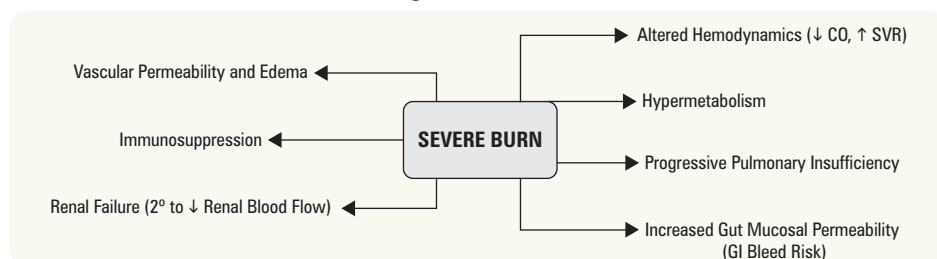 Altered Hemodynamics (↓ CO, ↑ SVR)
Vascular Permeability and Edema
Hypermetabolism
Immunosuppression
SEVERE BURN
Progressive Pulmonary Insufficiency
Renal Failure (2º to ↓ Renal Blood Flow)
Increased Gut Mucosal Permeability
(GI Bleed Risk)